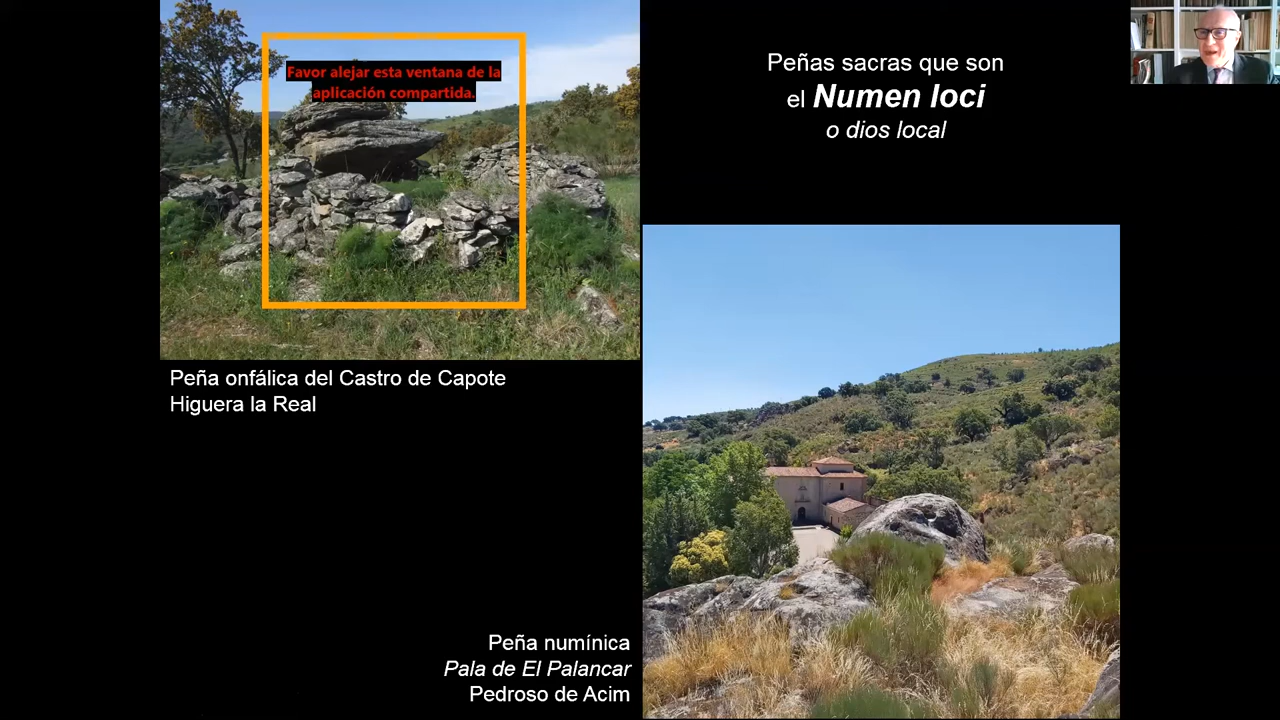 Favor alejar esta ventana de la
aplicación compartida.
Peñas sacras que son
el Numen loci
o dios local
Peña onfálica del Castro de Capote
Higuera la Real
Peña numínica
Pala de El Palancar
Pedroso de Acim